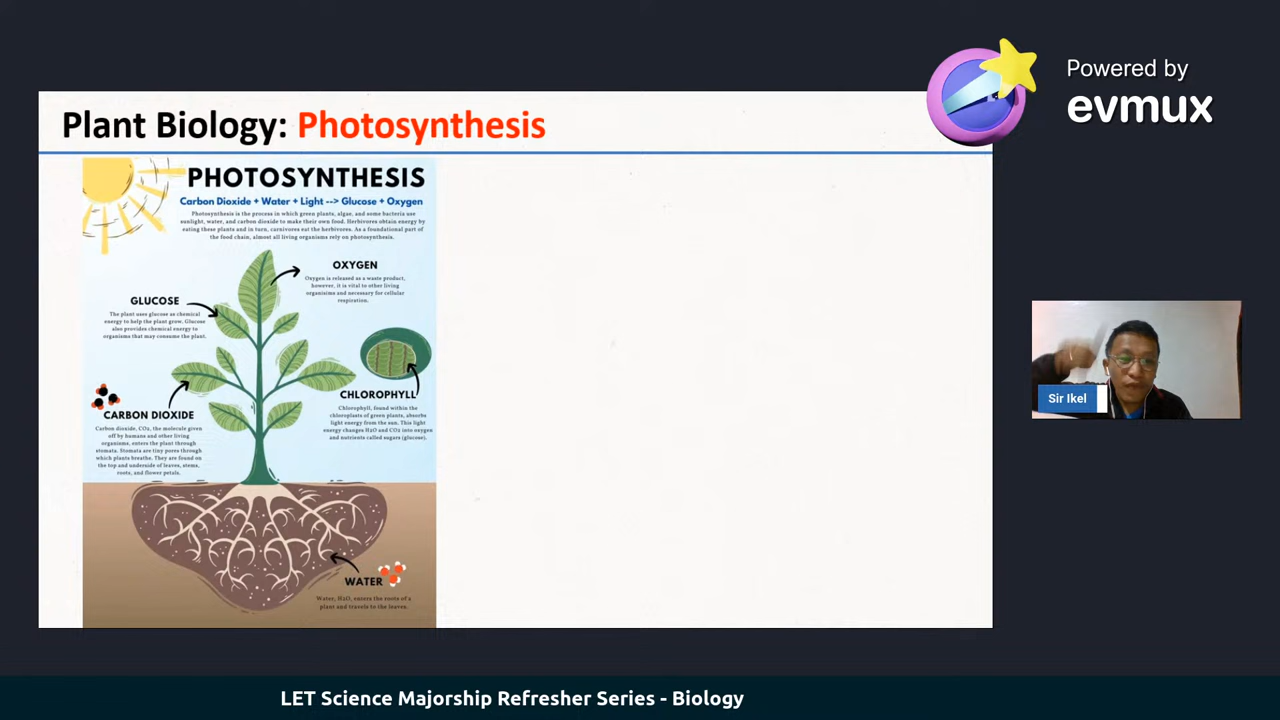 Powered by
evmux
Plant Biology: Photosynthesis
PHOTOSYNTHESIS
Carbon Dioxide + Water + Light --> Glucose + Oxygen
Photosynthesis is the process in which green plants, algae, and some bacteria use
sunlight, water, and carbon dioxide to make their own food. Herbivores obtain energy by
eating these plants and in turn, carnivores eat the herbivores. As a foundational part of
the food chain, almost all living organisms rely on photosynthesis.
OXYGEN
Oxygen is released as a waste product,
however, it is vital to other living
organisims and necessary for cellular
respiration.
GLUCOSE
The plant uses glucose as chemical
energy to help the plant grow. Glucose
also provides chemical energy to
organisms that may consume the plant.
CHLOROPHYLL
Chlorophyll, found within the
chloroplasts of green plants, absorbs
light energy from the sun. This light
energy changes H2O and CO2 into oxygen
and nutrients called sugars (glucose).
CARBON DIOXIDE
Carbon dioxide, CO2, the molecule given
off by humans and other living
organisms, enters the plant through
stomata. Stomata are tiny pores through
which plants breathe. They are found on
the top and underside of leaves, stems,
roots, and flower petals.
WATER
Water, H2O, enters the roots of a
plant and travels to the leaves.
Sir Ikel
LET Science Majorship Refresher Series - Biology